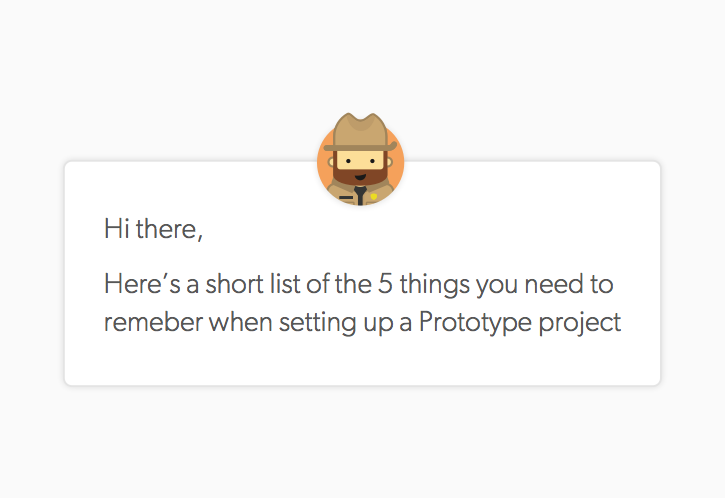 Hi there,
Here's a short list of the 5 things you need to
remeber when setting up a Prototype project